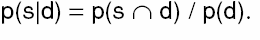 p(s|d) = p(s ∩ d) / p(d).